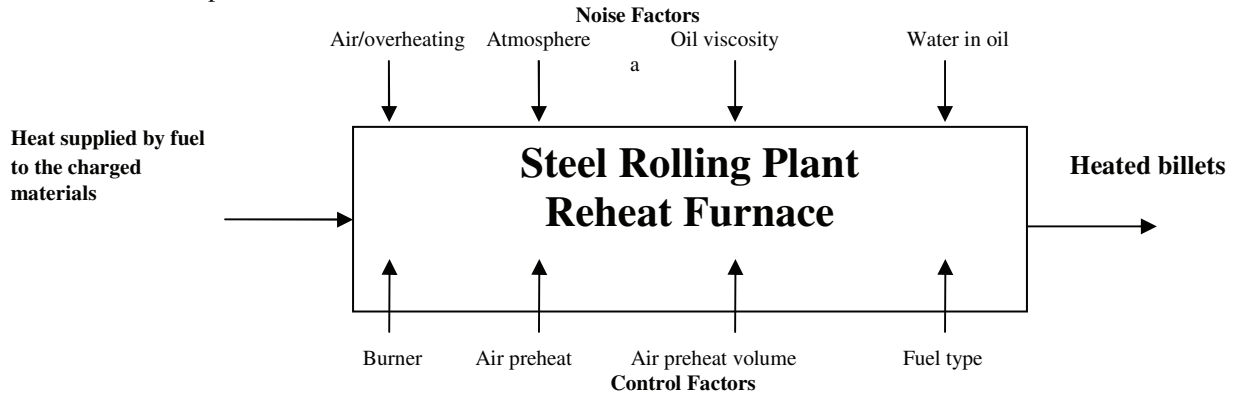 Noise Factors
Air/overheating Atmosphere Oil viscosity Water in oil
a
Heat supplied by fuel
to the charged
materials
Steel Rolling Plant
Reheat Furnace
Heated billets
Burner Air preheat Air preheat volume Fuel type
Control Factors